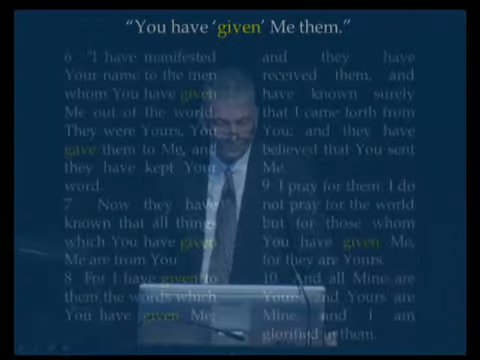 “You have ‘given’ Me them.”
6 "I have manifested
Your name to the men
whom You have given
Me out of the world.
They were Yours, You
gave them to Me, and
they have kept Your
word.
7 Now they have
known that all things
which You have given
Me are from You
8 For I have given to
them the words which
You have given Me;
and they have
received them, and
have known surely
that I came forth from
You; and they have
believed that You sent
Me.
9 I pray for them. I do
not pray for the world
but for those whom
You have given Me,
for they are Yours.
10 And all Mine are
Yours, and Yours are
Mine, and I am
glorified in them.